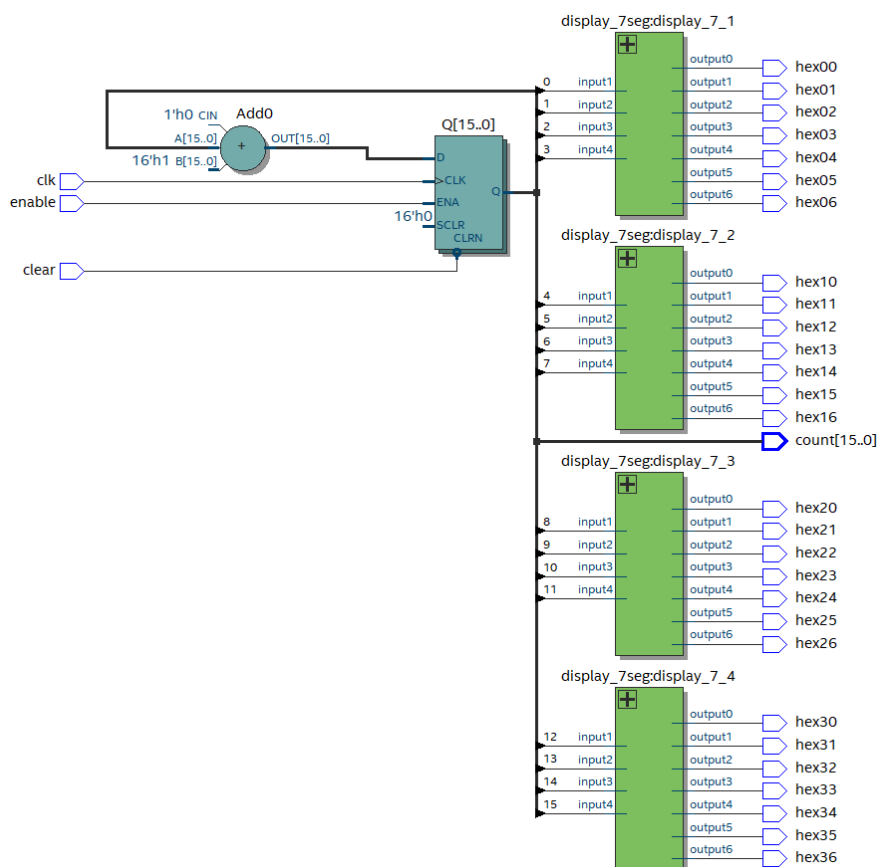 display_7seg:display_7_1
output0
hex00
0 input1 output1 hex01
1'h0 CIN Add0
1 input2 output2 hex02
Q[15..0]
A[15..0] OUT[15..0]
+
2 input3 output3 hex03
16'h1 B[15..0]
D
3 input4 output4 hex04
clk
CLK
output5 hex05
Q
enable
ENA
output6 hex06
16'h0
SCLR
CLRN
display_7seg:display_7_2
clear
output0 hex10
4 input1 output1 hex11
5 input2 output2 hex12
6 input3 output3 hex13
7 input4 output4 hex14
output5 hex15
output6 hex16
count[15..0]
display_7seg:display_7_3
output0 hex20
8 input1 output1 hex21
9 input2 output2 hex22
10 input3 output3 hex23
11 input4 output4 hex24
output5 hex25
output6 hex26
display_7seg:display_7_4
output0 hex30
12 input1 output1 hex31
13 input2 output2 hex32
14 input3 output3 hex33
15 input4 output4 hex34
output5 hex35
output6 hex36